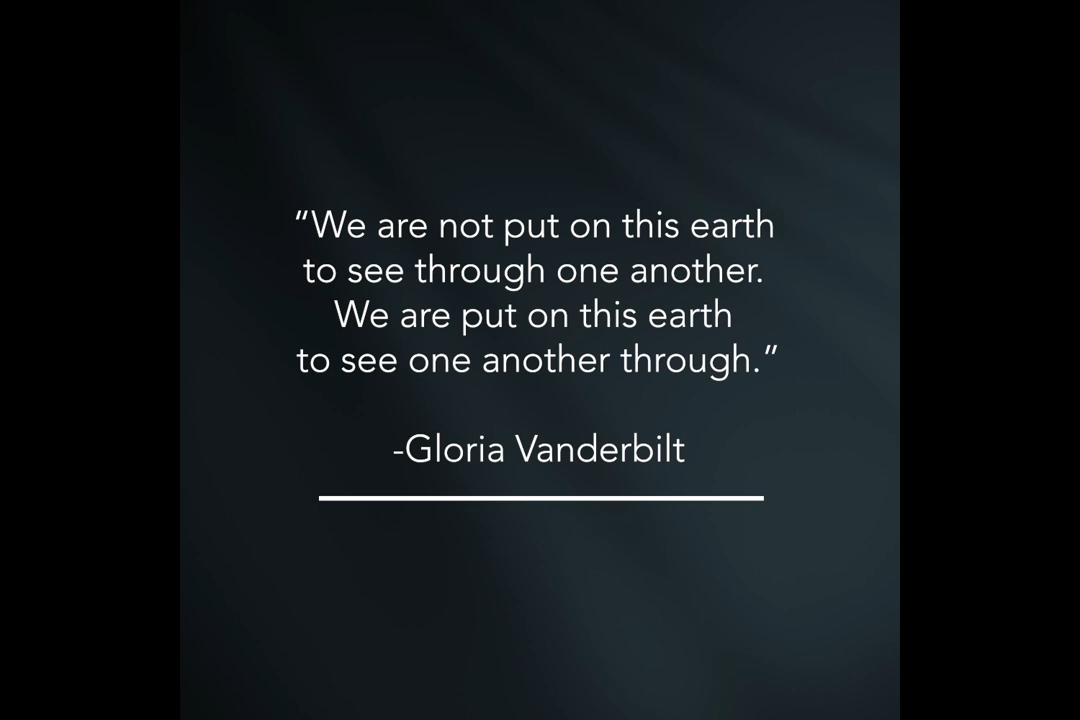 “We are not put on this earth
to see through one another.
We are put on this earth
to see one another through.”
-Gloria Vanderbilt